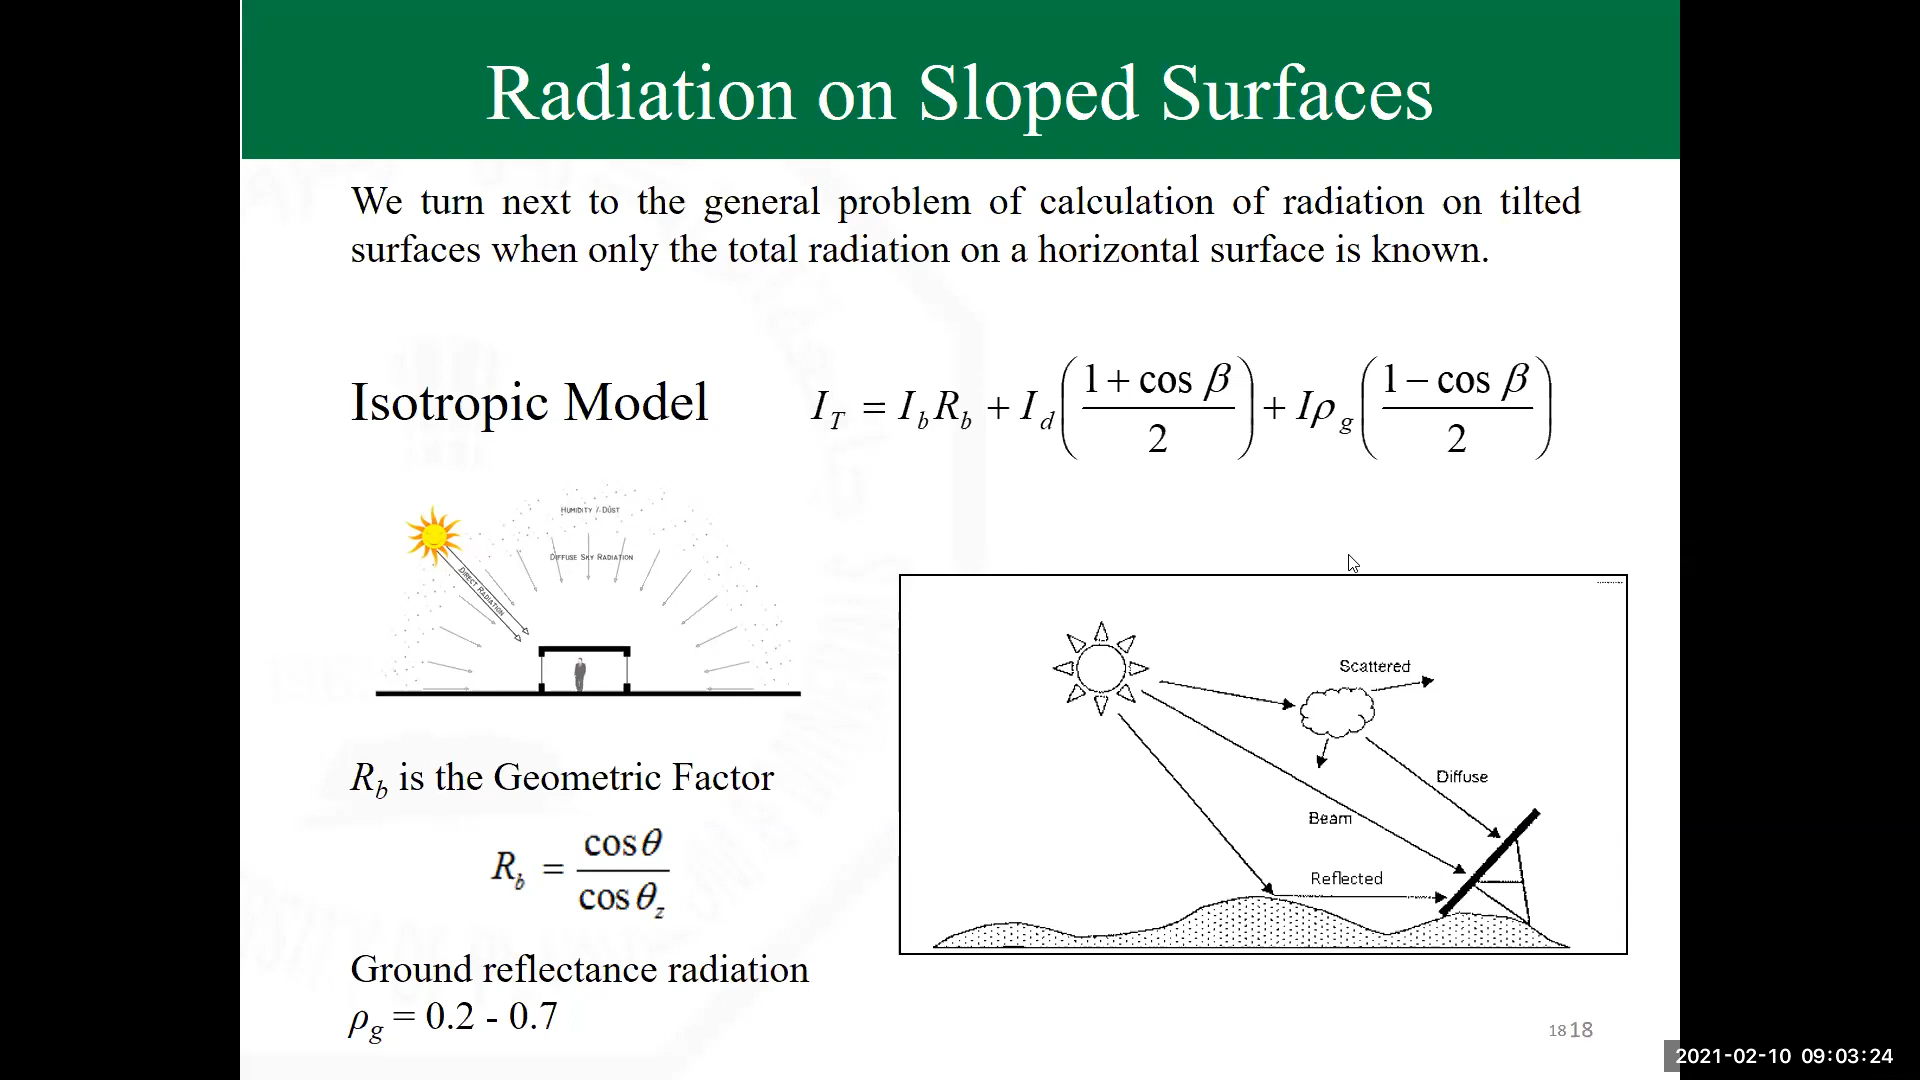 Radiation on Sloped Surfaces
We turn next to the general problem of calculation of radiation on tilted
surfaces when only the total radiation on a horizontal surface is known.
Isotropic Model
I_T = I_b R_b + I_d ((1 + cos β)/2) + Iρ_g ((1 − cos β)/2)
HUMIDITY / DUST
DIFFUSE SKY RADIATION
DIRECT RADIATION
Scattered
Diffuse
Beam
Reflected
R_b is the Geometric Factor
R_b = cos θ / cos θ_z
Ground reflectance radiation
ρ_g = 0.2 - 0.7
18 18
2021-02-10 09:03:24